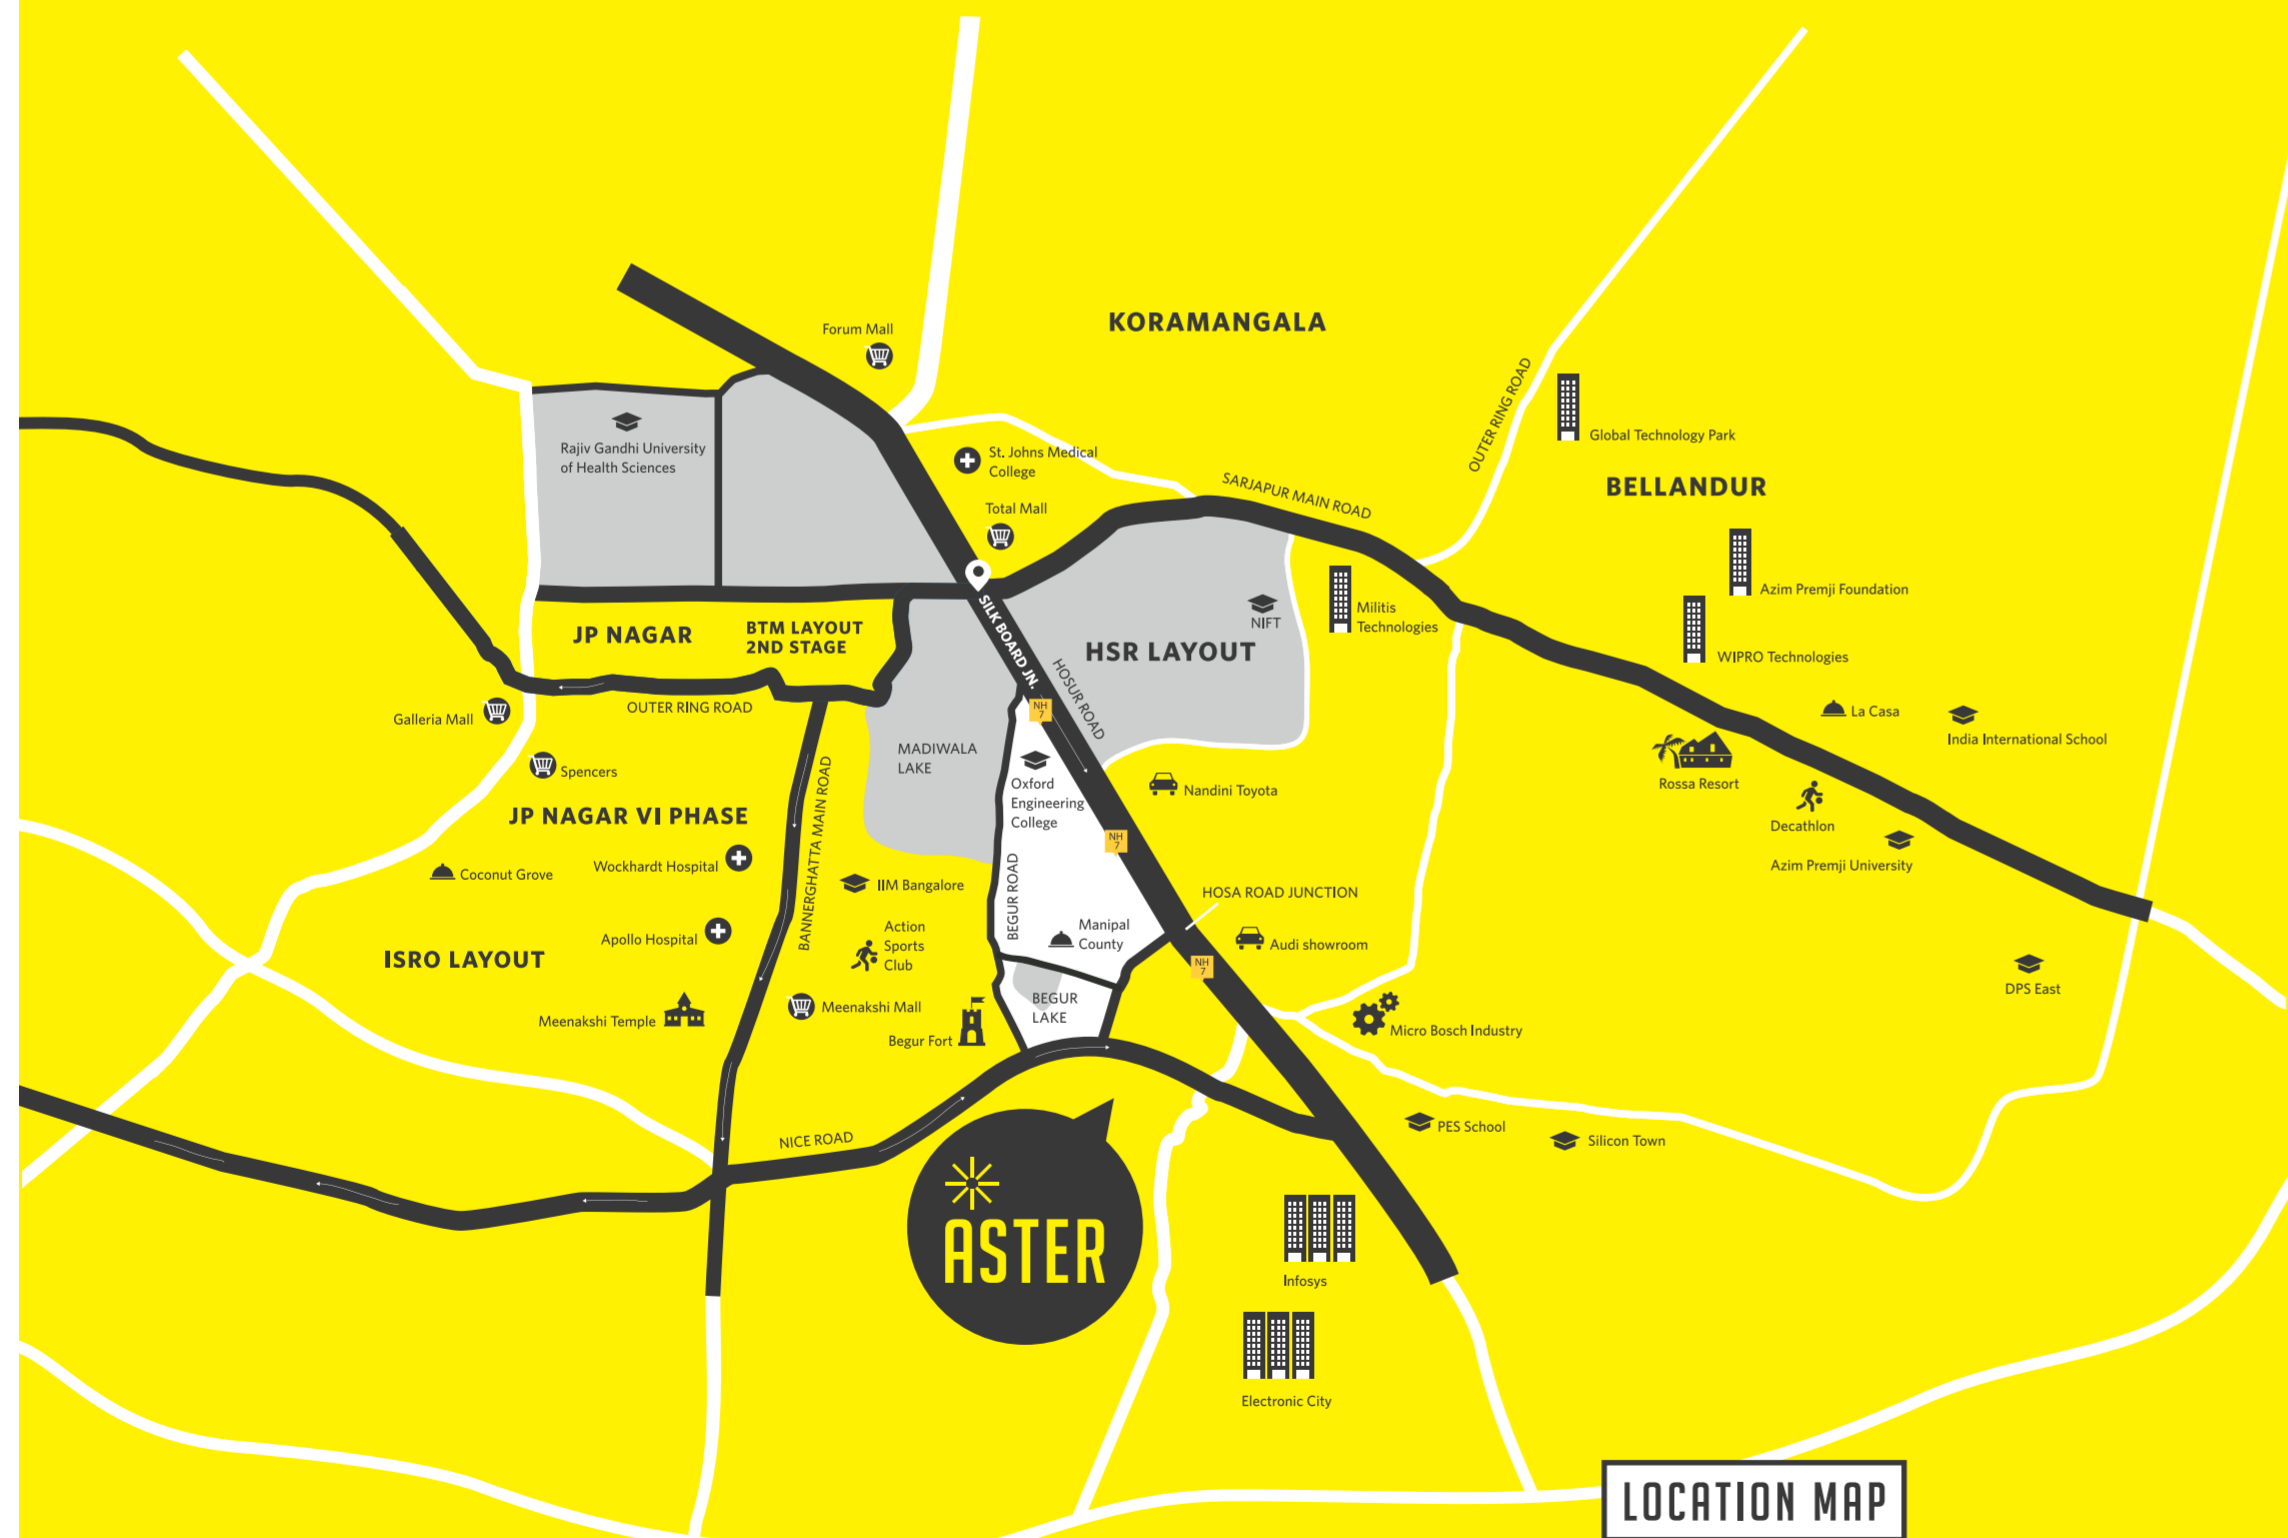 Forum Mall
KORAMANGALA
OUTER RING ROAD
Global Technology Park
BELLANDUR
Rajiv Gandhi University
of Health Sciences
St. Johns Medical
College
SARJAPUR MAIN ROAD
Total Mall
SILK BOARD JN.
NIFT
Militis
Technologies
Azim Premji Foundation
WIPRO Technologies
JP NAGAR
BTM LAYOUT
2ND STAGE
HSR LAYOUT
HOSUR ROAD
NH
7
OUTER RING ROAD
Galleria Mall
Spencers
MADIWALA
LAKE
Oxford
Engineering
College
Nandini Toyota
La Casa
India International School
Rossa Resort
Decathlon
Azim Premji University
JP NAGAR VI PHASE
BANNERGHATTA MAIN ROAD
NH
7
Coconut Grove
Wockhardt Hospital
IIM Bangalore
BEGUR ROAD
HOSA ROAD JUNCTION
Apollo Hospital
Action
Sports
Club
Manipal
County
Audi showroom
NH
7
ISRO LAYOUT
DPS East
Meenakshi Temple
Meenakshi Mall
Begur Fort
BEGUR
LAKE
Micro Bosch Industry
NICE ROAD
PES School
Silicon Town
ASTER
Infosys
Electronic City
LOCATION MAP